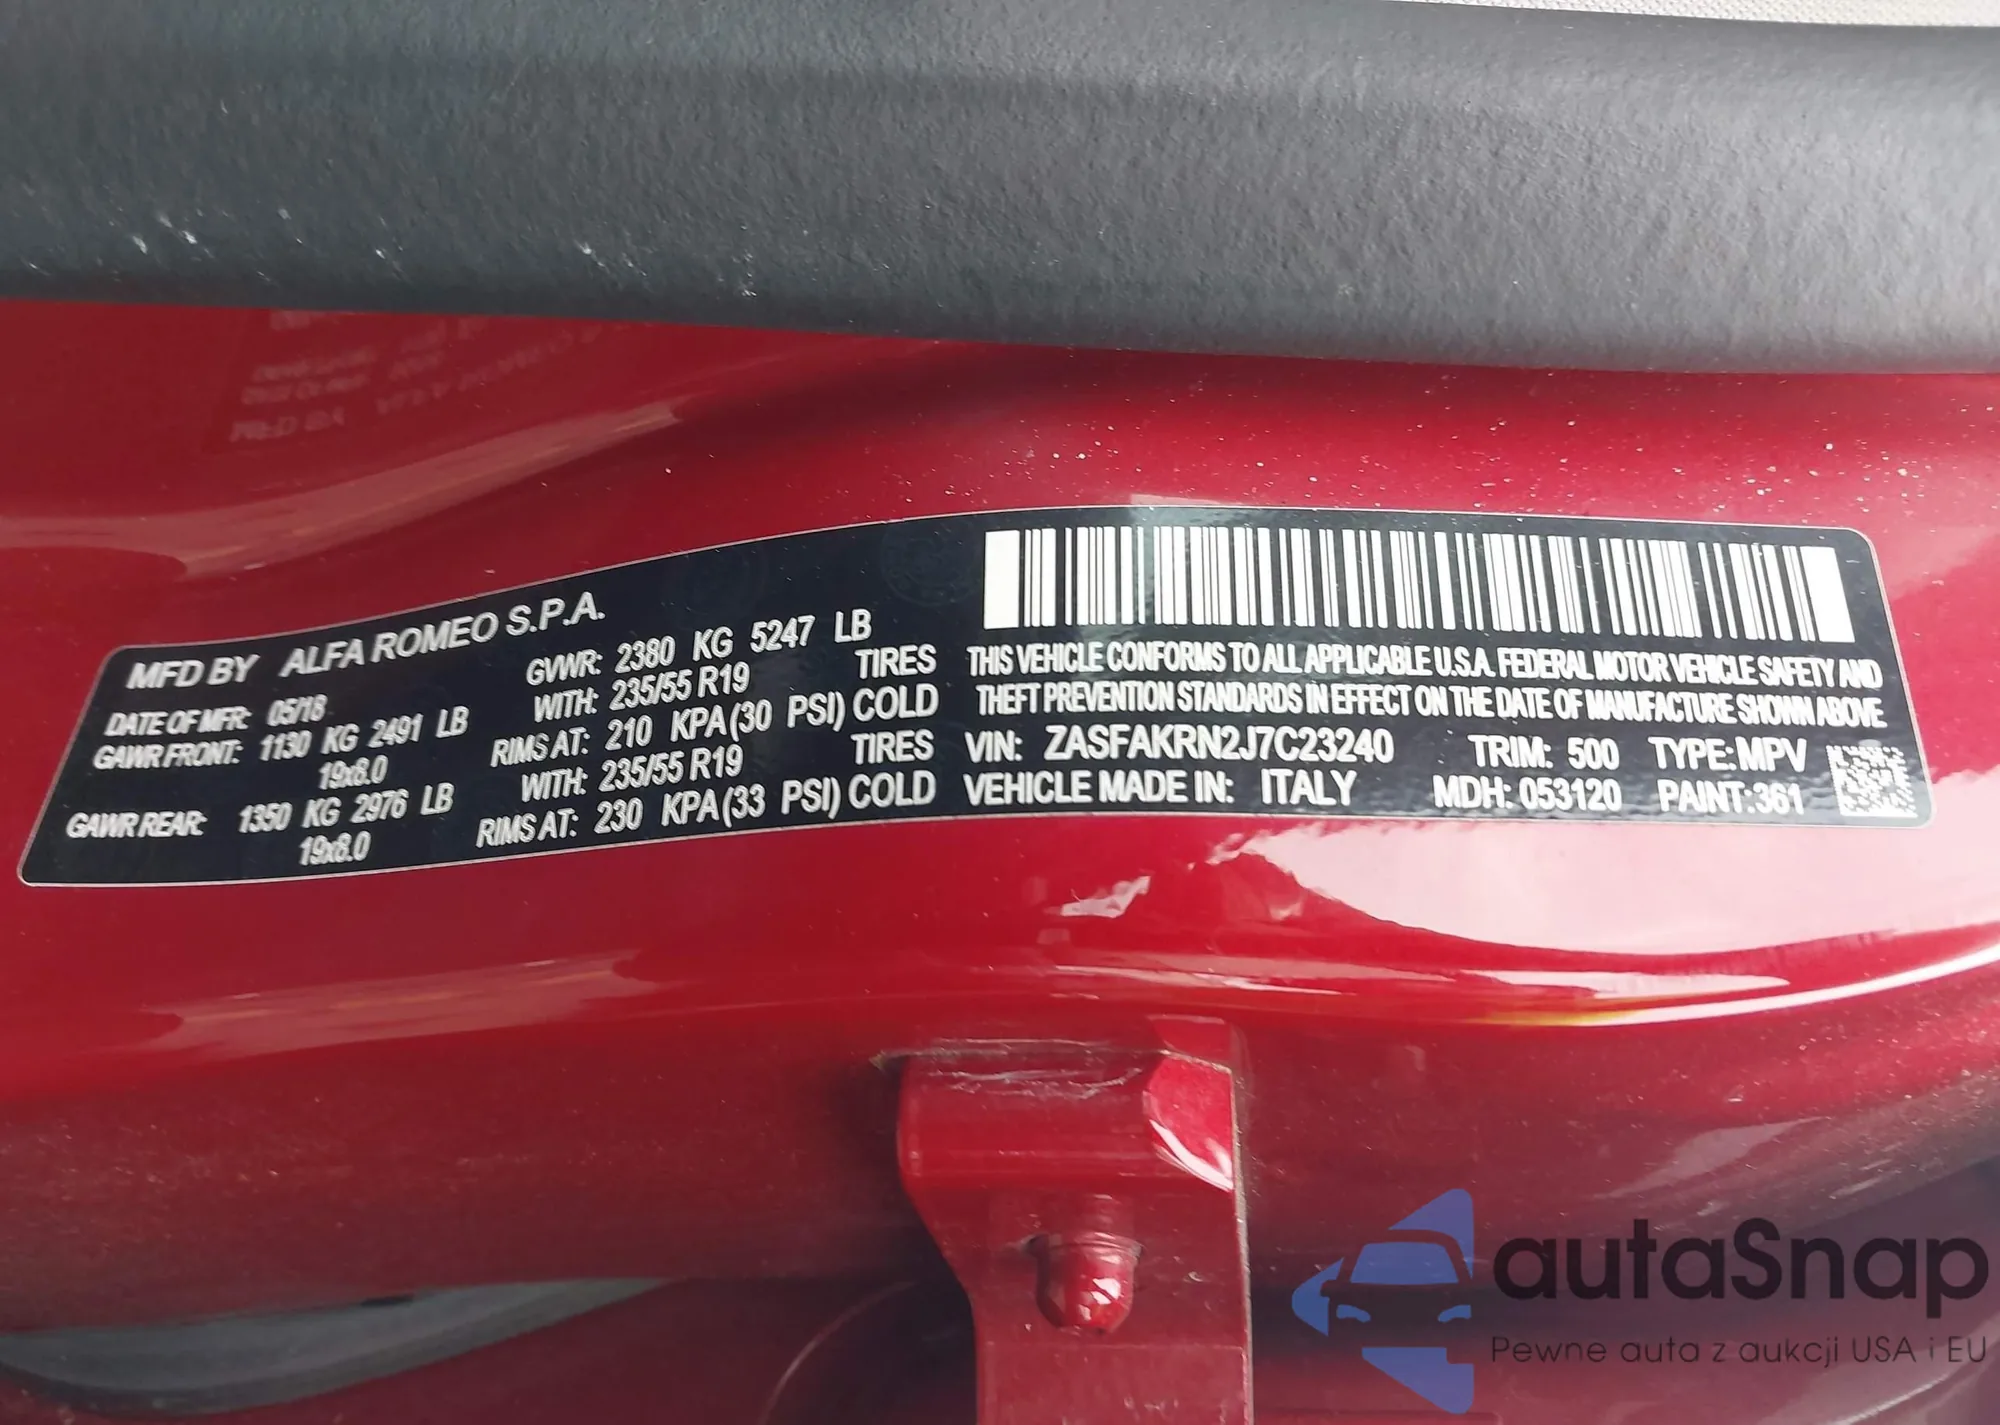 MFD BY ALFA ROMEO S.P.A.
DATE OF MFR: 05/18 GVWR: 2380 KG 5247 LB
GAWR FRONT: 1130 KG 2491 LB WITH: 235/55 R19 TIRES
19x8.0 RIMS AT: 210 KPA(30 PSI) COLD
GAWR REAR: 1350 KG 2976 LB WITH: 235/55 R19 TIRES
19x8.0 RIMS AT: 230 KPA(33 PSI) COLD
THIS VEHICLE CONFORMS TO ALL APPLICABLE U.S.A. FEDERAL MOTOR VEHICLE SAFETY AND
THEFT PREVENTION STANDARDS IN EFFECT ON THE DATE OF MANUFACTURE SHOWN ABOVE
VIN: ZASFAKRN2J7C23240 TRIM: 500 TYPE: MPV
VEHICLE MADE IN: ITALY MDH: 053120 PAINT: 361
autaSnap
Pewne auta z aukcji USA i EU